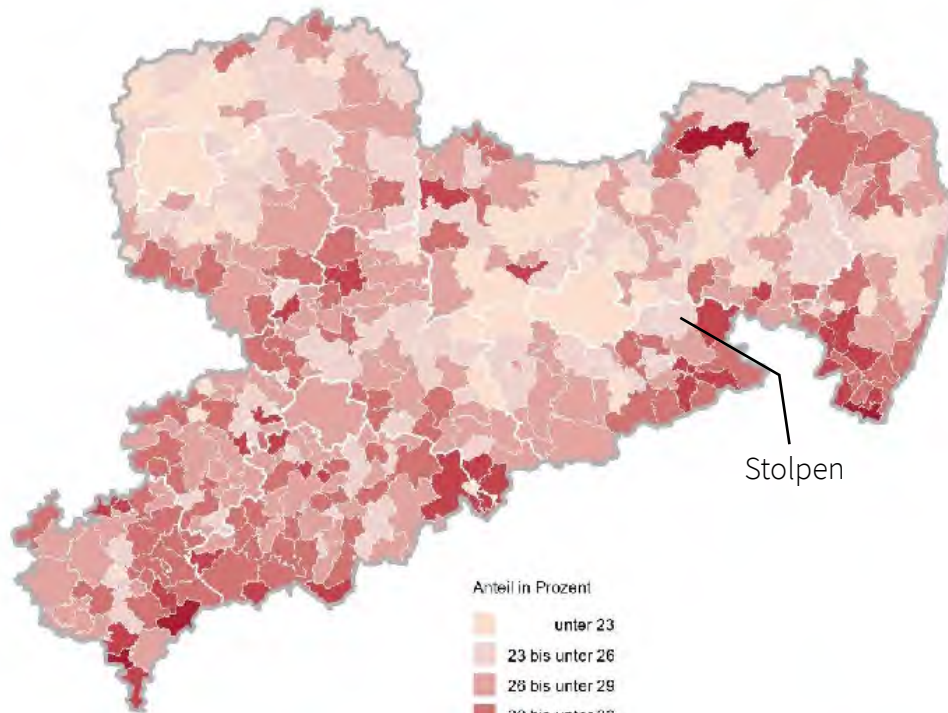 Stolpen
Anteil in Prozent
unter 23
23 bis unter 26
26 bis unter 29